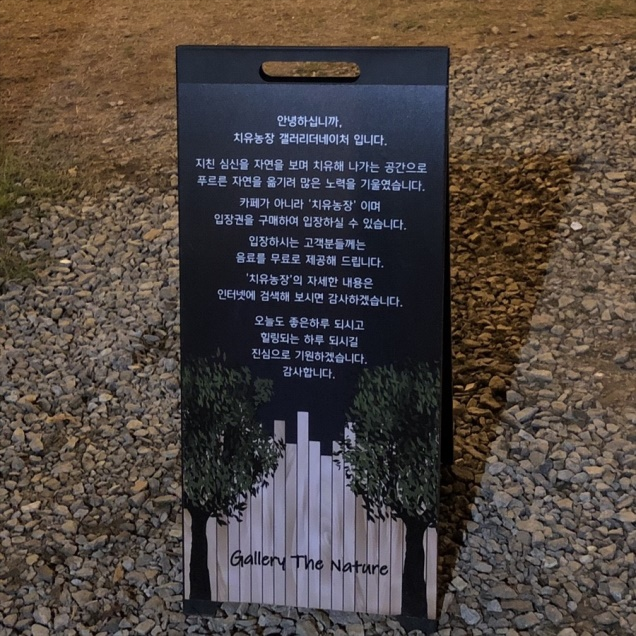 안녕하십니까,
치유농장 갤러리더네이처 입니다.
지친 심신을 자연을 보며 치유해 나가는 공간으로
푸르른 자연을 옮기려 많은 노력을 기울였습니다.
카페가 아니라 '치유농장' 이며
입장권을 구매하여 입장하실 수 있습니다.
입장하시는 고객분들께는
음료를 무료로 제공해 드립니다.
'치유농장'의 자세한 내용은
인터넷에 검색해 보시면 감사하겠습니다.
오늘도 좋은하루 되시고
힐링되는 하루 되시길
진심으로 기원하겠습니다.
감사합니다.
Gallery The Nature